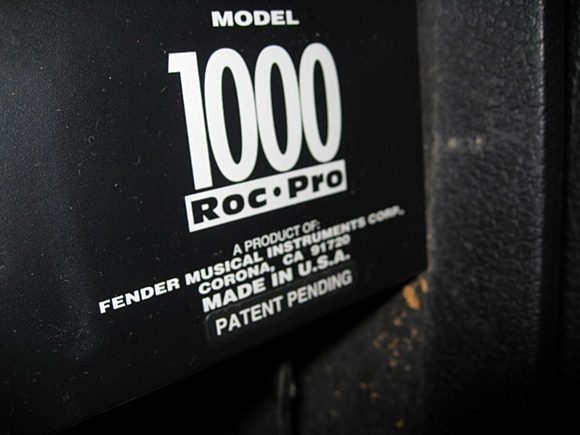 MODEL
1000
Roc•Pro
A PRODUCT OF:
FENDER MUSICAL INSTRUMENTS CORP.,
CORONA, CA 91720
MADE IN U.S.A.
PATENT PENDING